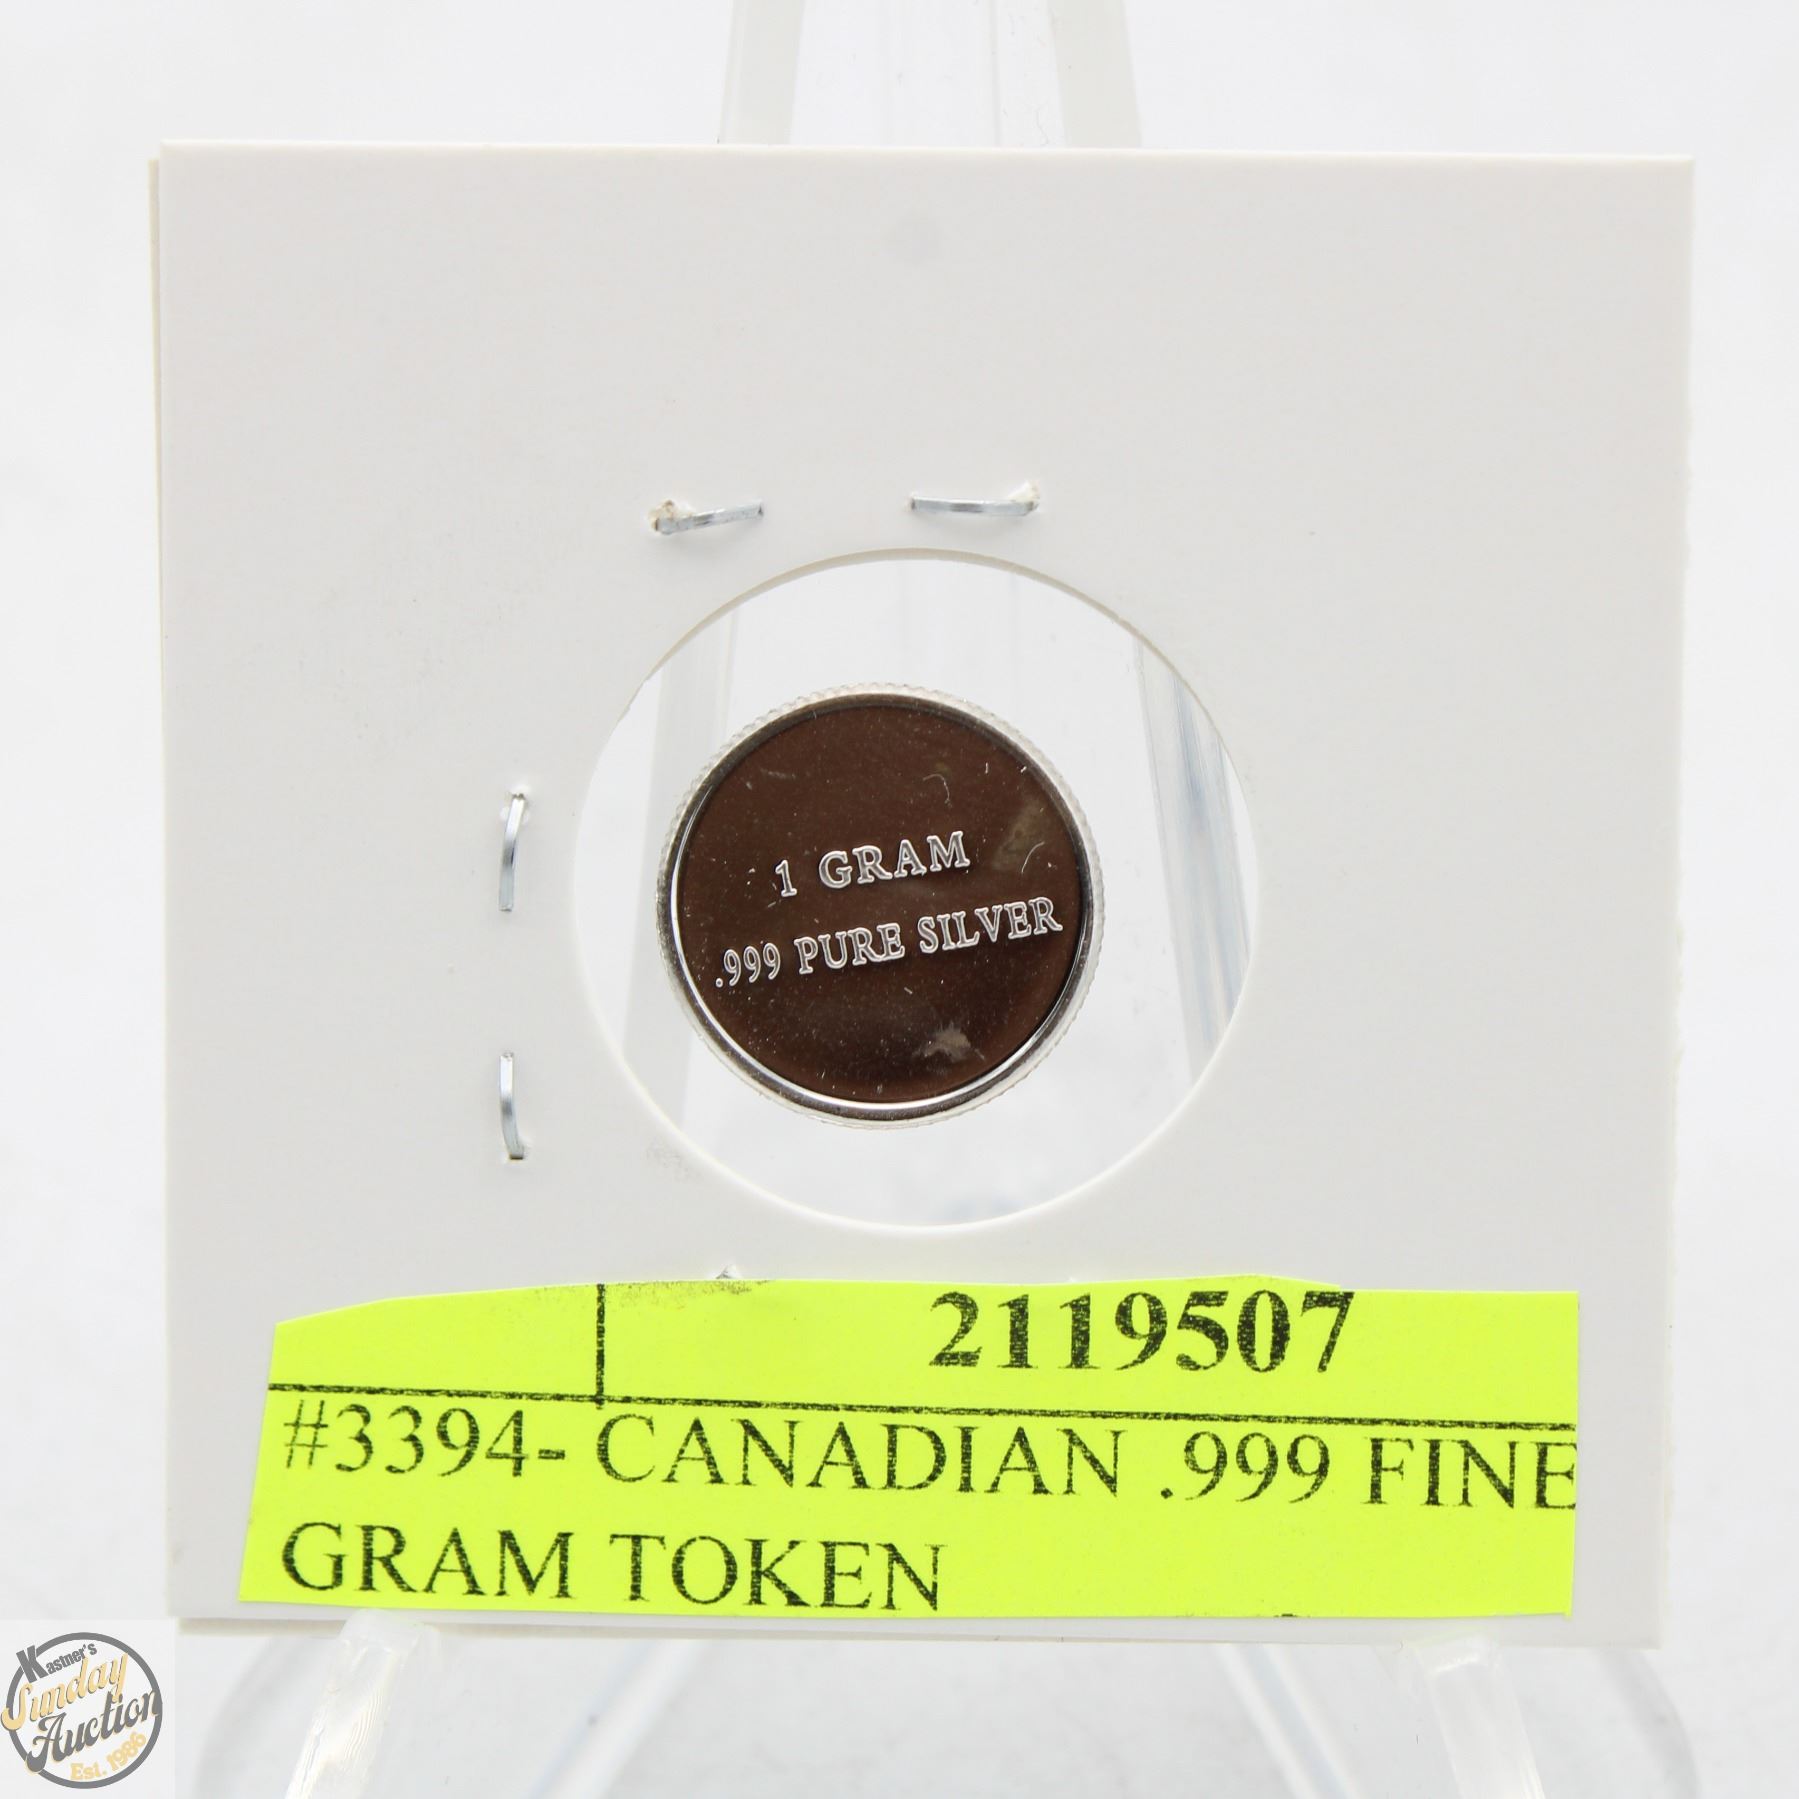 1 GRAM
.999 PURE SILVER
2119507
#3394- CANADIAN .999 FINE
GRAM TOKEN
Kastner's
Sunday
Auction
Est. 1986